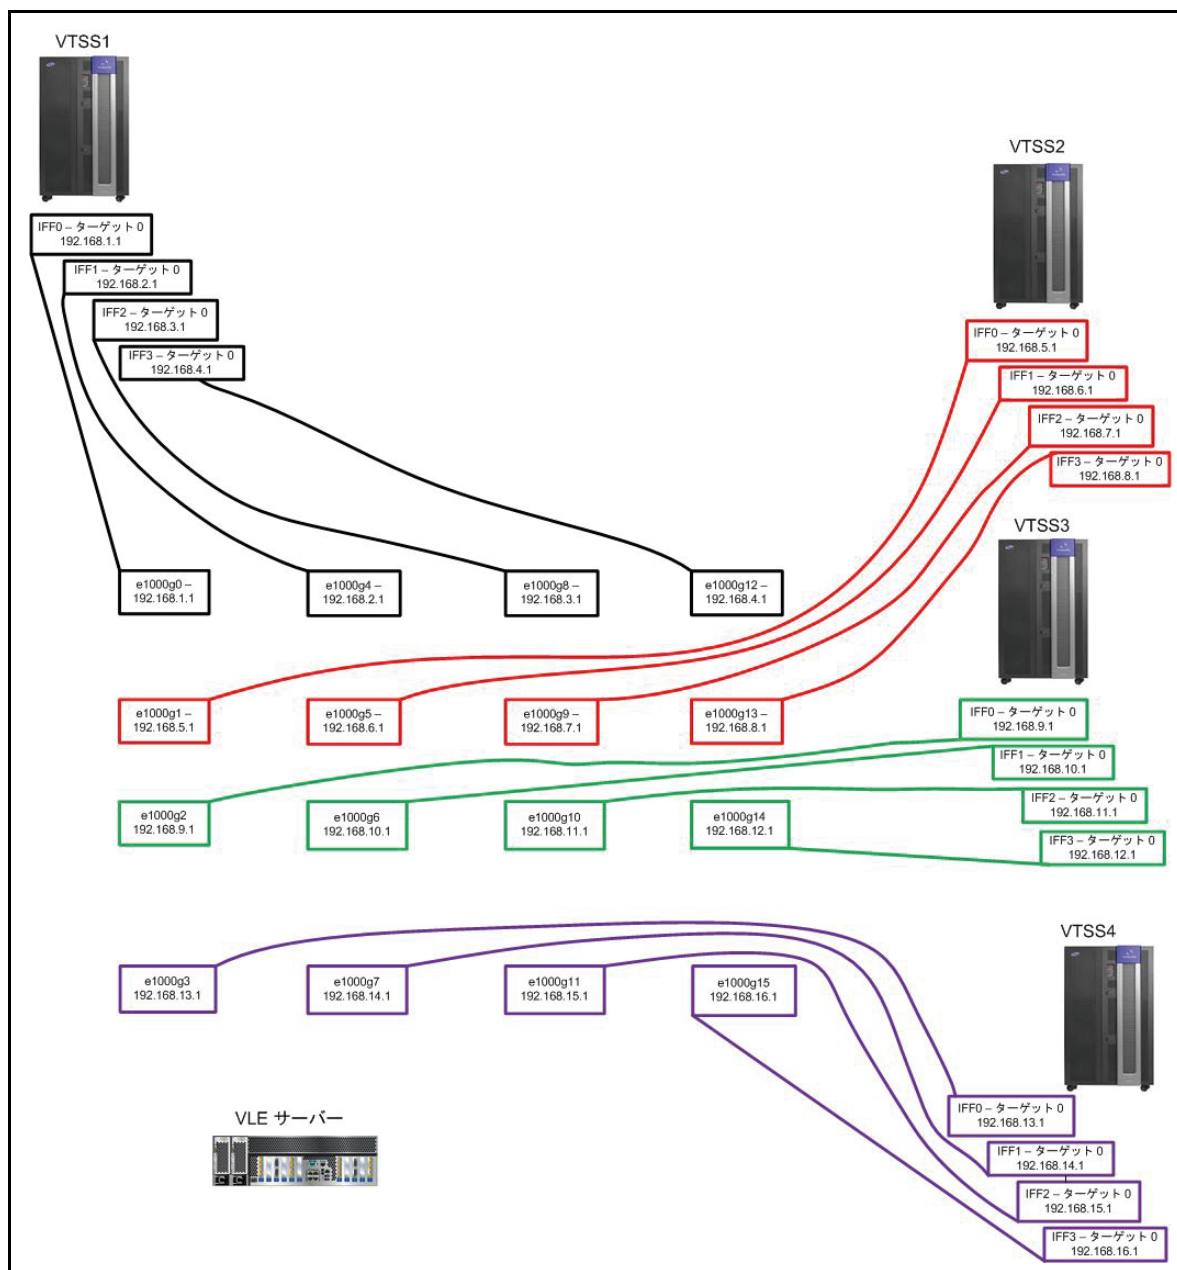 VTSS1
IFF0 – ターゲット 0
192.168.1.1
IFF1 – ターゲット 0
192.168.2.1
IFF2 – ターゲット 0
192.168.3.1
IFF3 – ターゲット 0
192.168.4.1
VTSS2
IFF0 – ターゲット 0
192.168.5.1
IFF1 – ターゲット 0
192.168.6.1
IFF2 – ターゲット 0
192.168.7.1
IFF3 – ターゲット 0
192.168.8.1
e1000g0 –
192.168.1.1
e1000g4 –
192.168.2.1
e1000g8 –
192.168.3.1
e1000g12 –
192.168.4.1
VTSS3
e1000g1 –
192.168.5.1
e1000g5 –
192.168.6.1
e1000g9 –
192.168.7.1
e1000g13 –
192.168.8.1
IFF0 – ターゲット 0
192.168.9.1
IFF1 – ターゲット 0
192.168.10.1
IFF2 – ターゲット 0
192.168.11.1
IFF3 – ターゲット 0
192.168.12.1
e1000g2
192.168.9.1
e1000g6
192.168.10.1
e1000g10
192.168.11.1
e1000g14
192.168.12.1
VTSS4
e1000g3
192.168.13.1
e1000g7
192.168.14.1
e1000g11
192.168.15.1
e1000g15
192.168.16.1
IFF0 – ターゲット 0
192.168.13.1
IFF1 – ターゲット 0
192.168.14.1
IFF2 – ターゲット 0
192.168.15.1
IFF3 – ターゲット 0
192.168.16.1
VLE サーバー